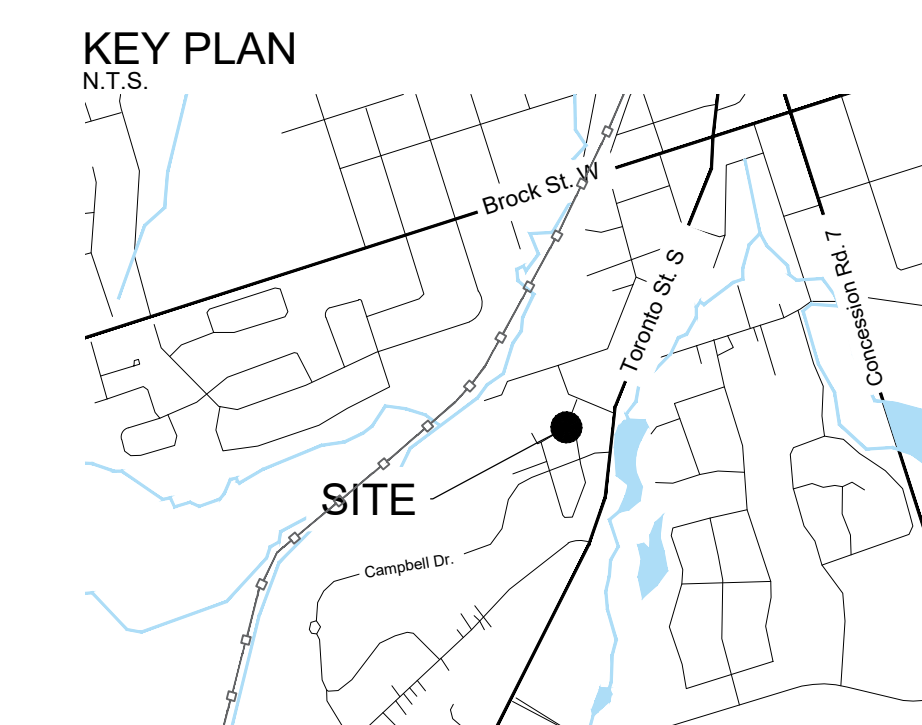 KEY PLAN
N.T.S.
Brock St. W
Toronto St. S
Concession Rd. 7
SITE
Campbell Dr.